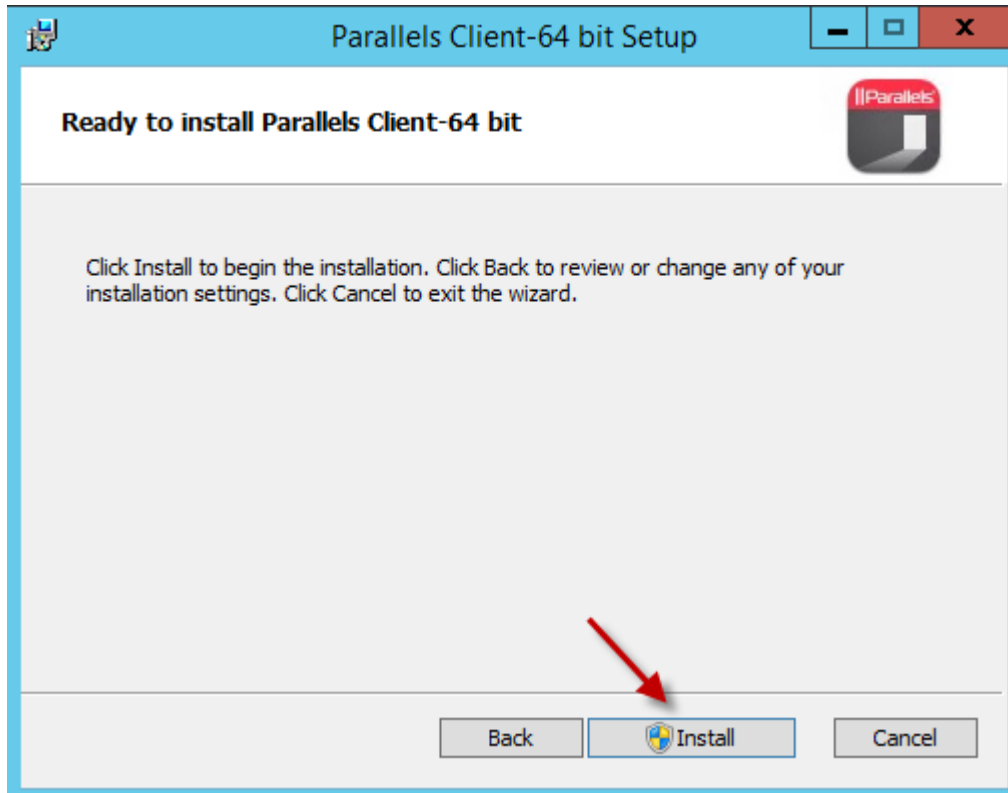 Parallels Client-64 bit Setup
Ready to install Parallels Client-64 bit
||Parallels®
Click Install to begin the installation. Click Back to review or change any of your
installation settings. Click Cancel to exit the wizard.
Back
Install
Cancel